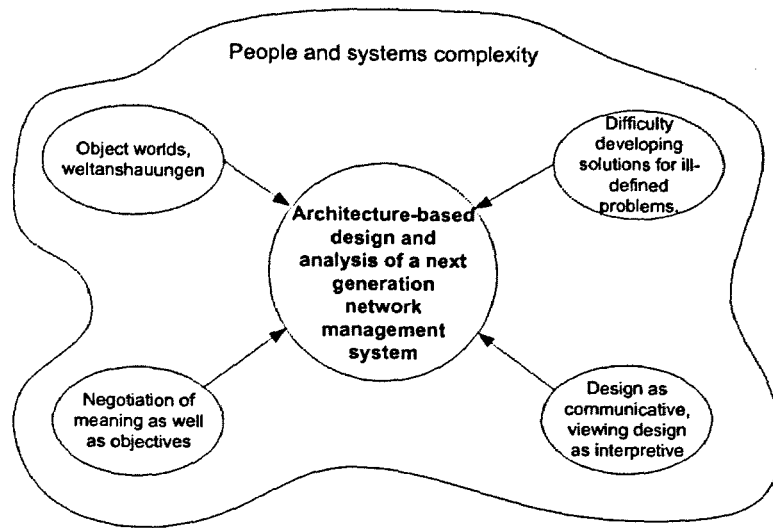 People and systems complexity
Object worlds,
weltanshauungen
Difficulty
developing
solutions for ill-
defined
problems.
Architecture-based
design and
analysis of a next
generation
network
management
system
Negotiation of
meaning as well
as objectives
Design as
communicative,
viewing design
as interpretive